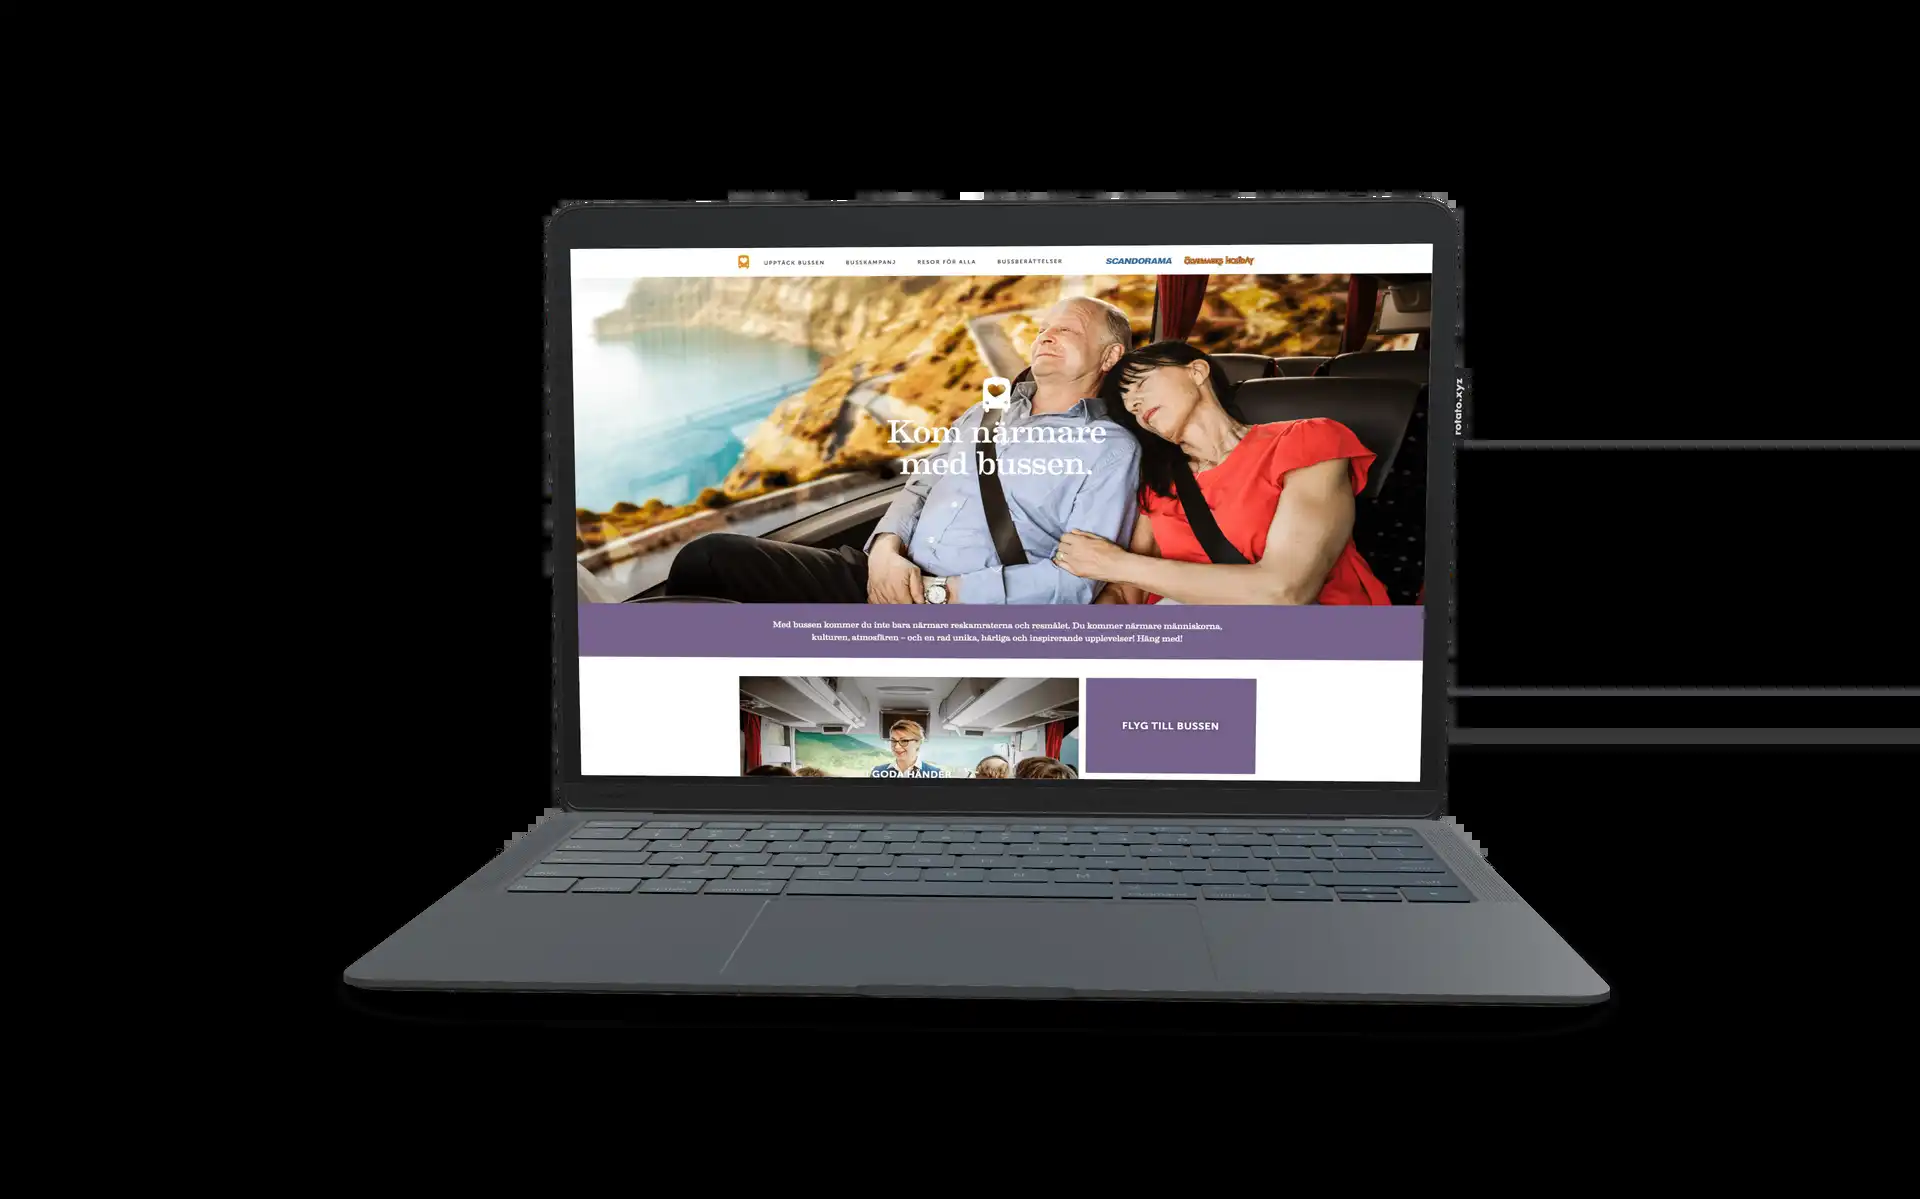 UPPTÄCK BUSSEN BUSSKAMPANJ RESOR FÖR ALLA BUSSBERÄTTELSER SCANDORAMA ÖLVEMARKS HOLIDAY
Kom närmare
med bussen.
Med bussen kommer du inte bara närmare reskamraterna och resmålet. Du kommer närmare människorna,
kulturen, atmosfären – och en rad unika, härliga och inspirerande upplevelser! Häng med!
FLYG TILL BUSSEN
GODA HÄNDER
rotato.xyz